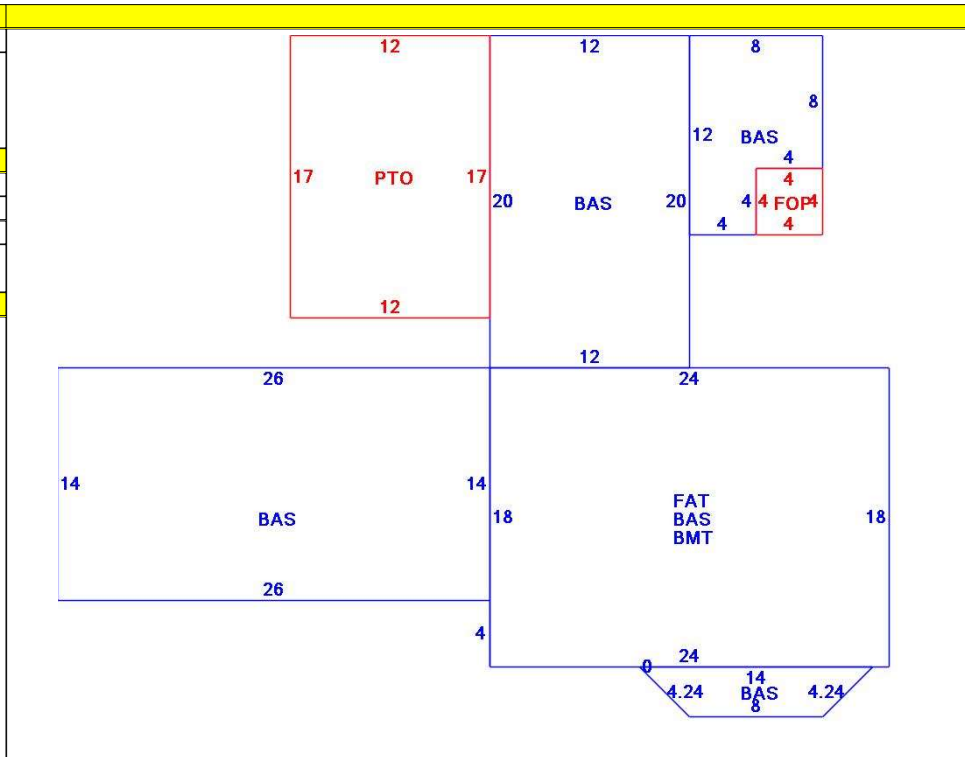 12 12 8
8
12 BAS
4
17 PTO 17 4
20 BAS 20 4 4 FOP 4
4 4
12
12
26 24
14 14
FAT
18 BAS 18
BAS
BMT
26
4
24
0 14
4.24 BAS 4.24
8